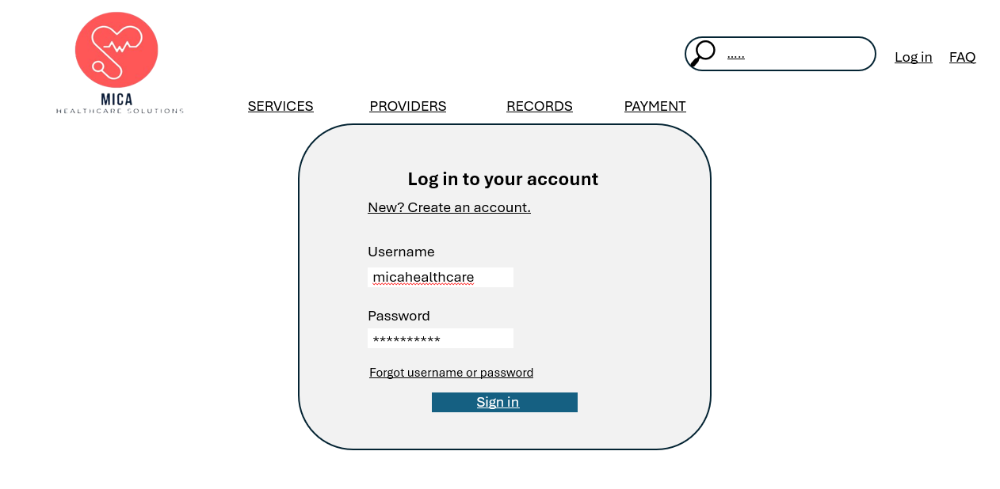 MICA
HEALTHCARE SOLUTIONS
.....
Log in FAQ
SERVICES PROVIDERS RECORDS PAYMENT
Log in to your account
New? Create an account.
Username
micahealthcare
Password
**********
Forgot username or password
Sign in